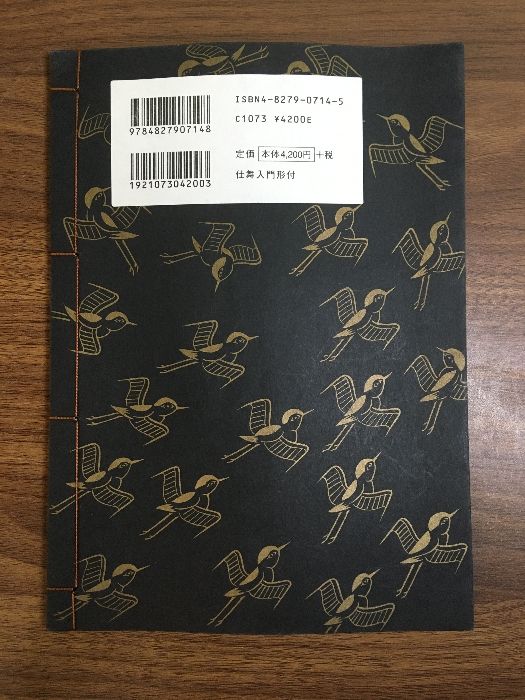 ISBN4-8279-0714-5
C1073 ¥4200E
9784827907148
定価 本体4,200円 +税
仕舞入門形付
1921073042003